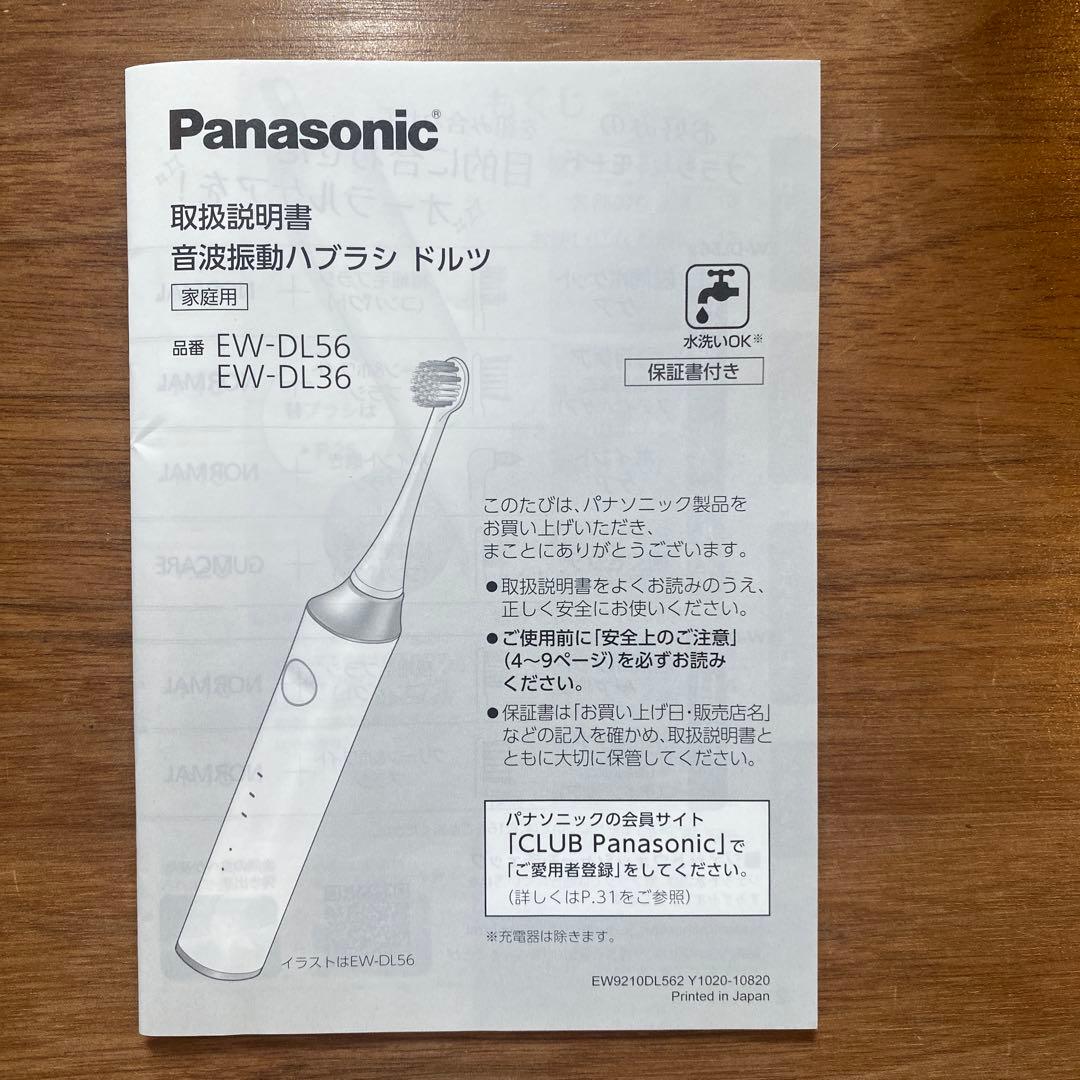 Panasonic®
取扱説明書
音波振動ハブラシ ドルツ
家庭用
品番 EW-DL56
EW-DL36
水洗いOK※
保証書付き
このたびは、パナソニック製品を
お買い上げいただき、
まことにありがとうございます。
●取扱説明書をよくお読みのうえ、
正しく安全にお使いください。
●ご使用前に「安全上のご注意」
(4〜9ページ)を必ずお読み
ください。
●保証書は「お買い上げ日・販売店名」
などの記入を確かめ、取扱説明書と
ともに大切に保管してください。
パナソニックの会員サイト
「CLUB Panasonic」で
「ご愛用者登録」をしてください。
(詳しくはP.31をご参照)
※充電器は除きます。
イラストはEW-DL56
EW9210DL562 Y1020-10820
Printed in Japan
NORMAL
NORMAL
GUMCARE
NORMAL
NORMAL